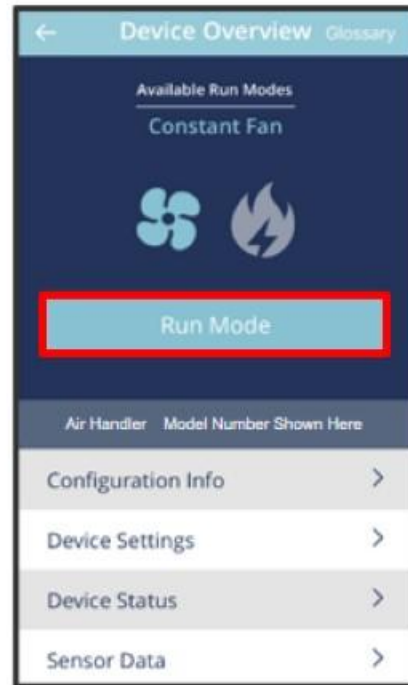 Device Overview Glossary
Available Run Modes
Constant Fan
Run Mode
Air Handler Model Number Shown Here
Configuration Info
Device Settings
Device Status
Sensor Data